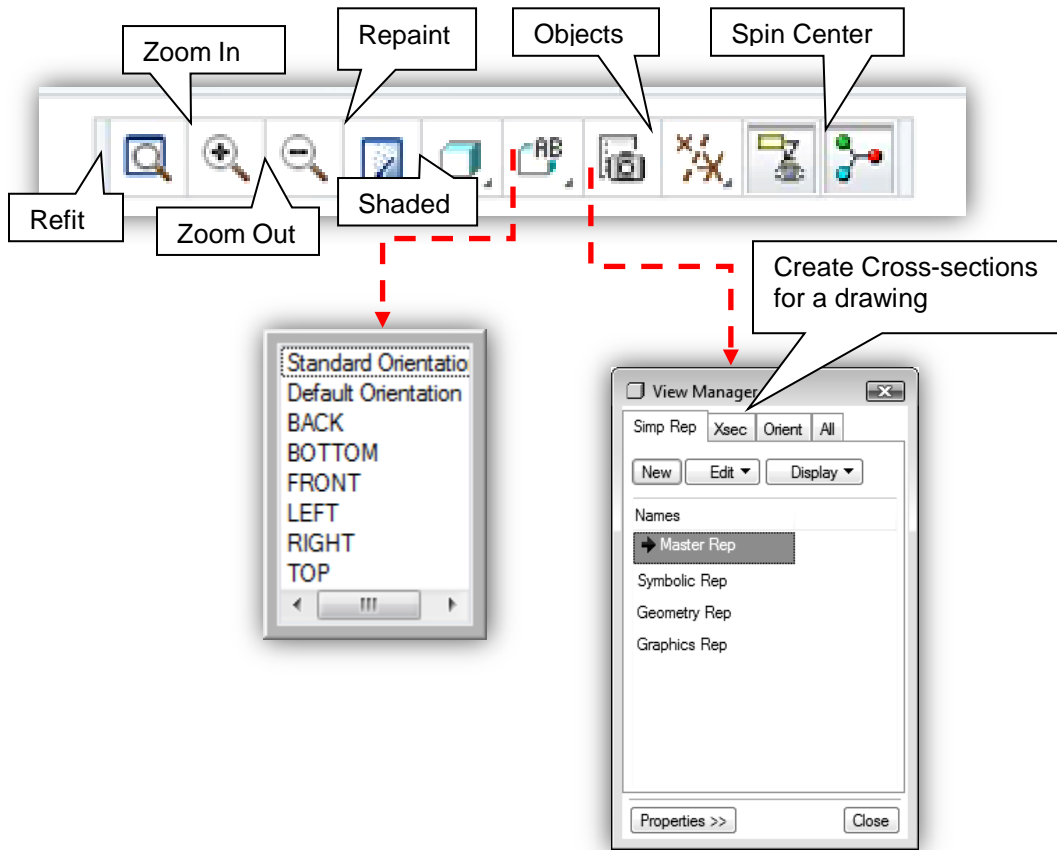 Zoom In
Repaint
Objects
Spin Center
AB
Refit
Zoom Out
Shaded
Create Cross-sections
for a drawing
Standard Orientatio
Default Orientation
BACK
BOTTOM
FRONT
LEFT
RIGHT
TOP
View Manager
Simp Rep Xsec Orient All
New Edit Display
Names
Master Rep
Symbolic Rep
Geometry Rep
Graphics Rep
Properties >> Close